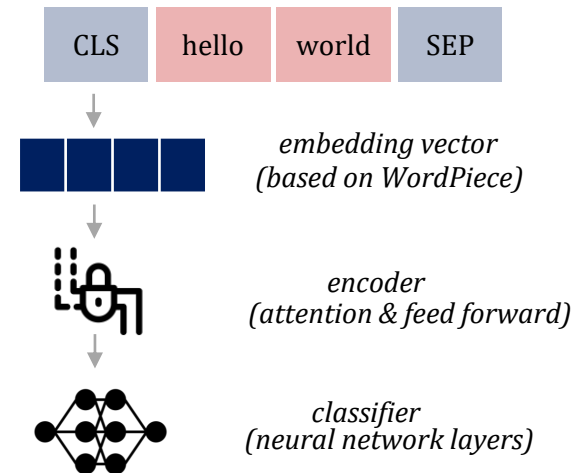 CLS hello world SEP
embedding vector
(based on WordPiece)
encoder
(attention & feed forward)
classifier
(neural network layers)